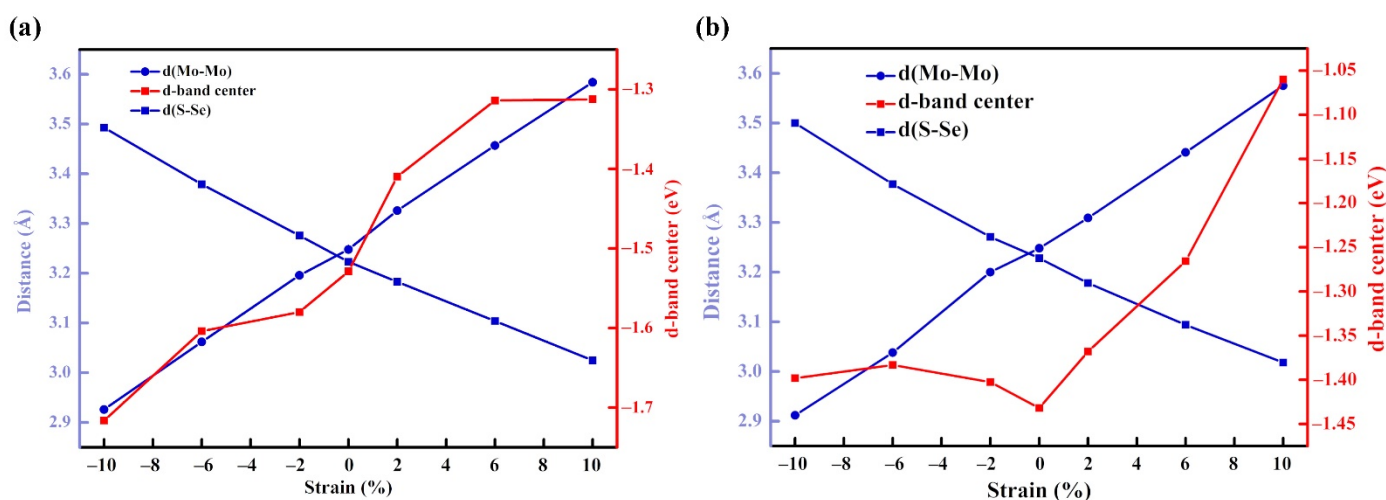 (a)
d(Mo-Mo)
d-band center
d(S-Se)
3.6
3.5
3.4
3.3
3.2
3.1
3.0
2.9
Distance (Å)
–1.3
–1.4
–1.5
–1.6
–1.7
d-band center (eV)
–10 –8 –6 –4 –2 0 2 4 6 8 10
Strain (%)
(b)
d(Mo-Mo)
d-band center
d(S-Se)
3.6
3.5
3.4
3.3
3.2
3.1
3.0
2.9
Distance (Å)
–1.05
–1.10
–1.15
–1.20
–1.25
–1.30
–1.35
–1.40
–1.45
d-band center (eV)
–10 –8 –6 –4 –2 0 2 4 6 8 10
Strain (%)